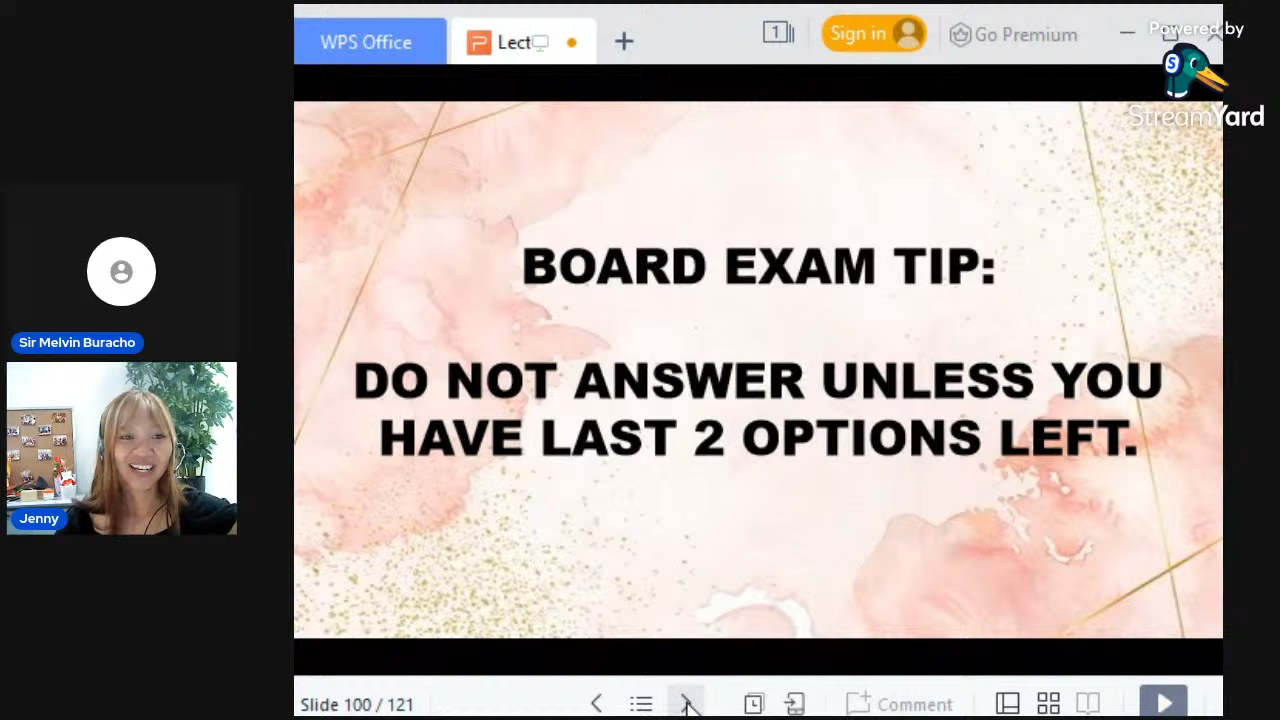 WPS Office
Lect
1
Sign in
Go Premium
Powered by
S
StreamYard
BOARD EXAM TIP:
DO NOT ANSWER UNLESS YOU
HAVE LAST 2 OPTIONS LEFT.
Sir Melvin Buracho
Jenny
Slide 100 / 121
Comment